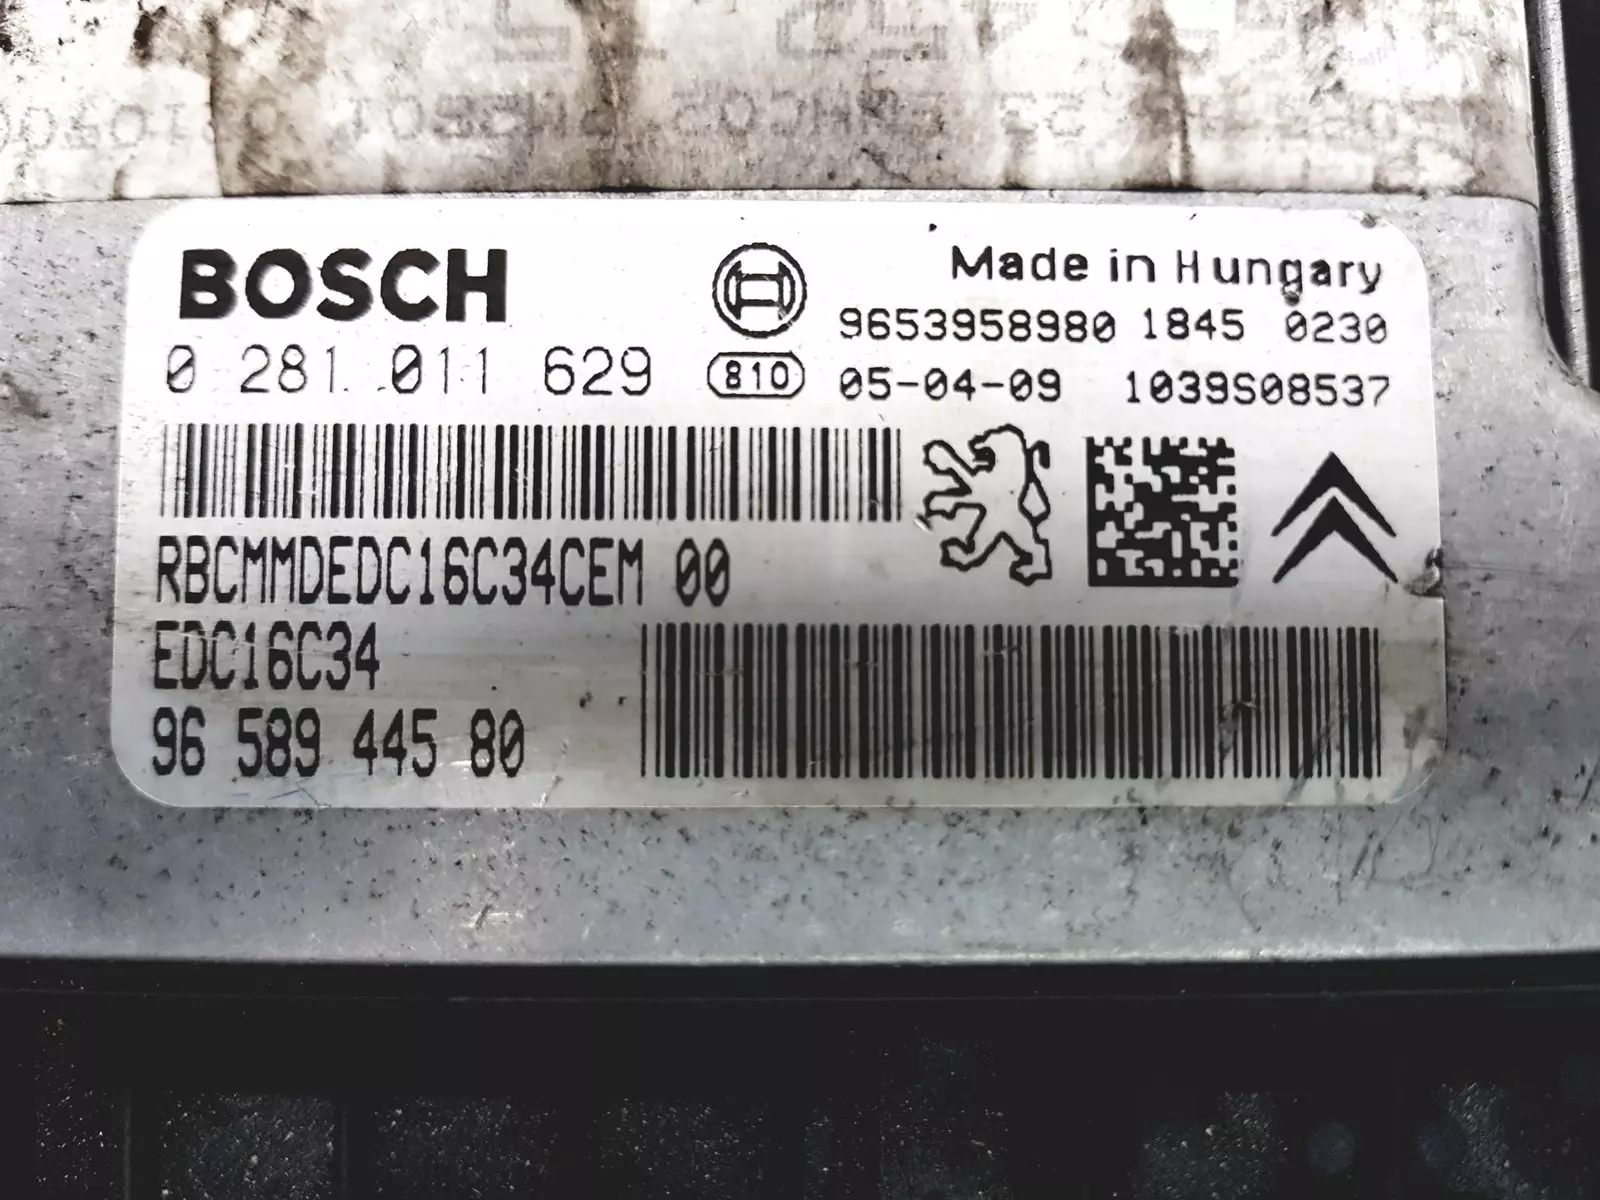 BOSCH
Made in Hungary
9653958980 1845 0230
0 281 011 629
810
05-04-09 1039S08537
RBCMMDEDC16C34CEM 00
EDC16C34
96 589 445 80